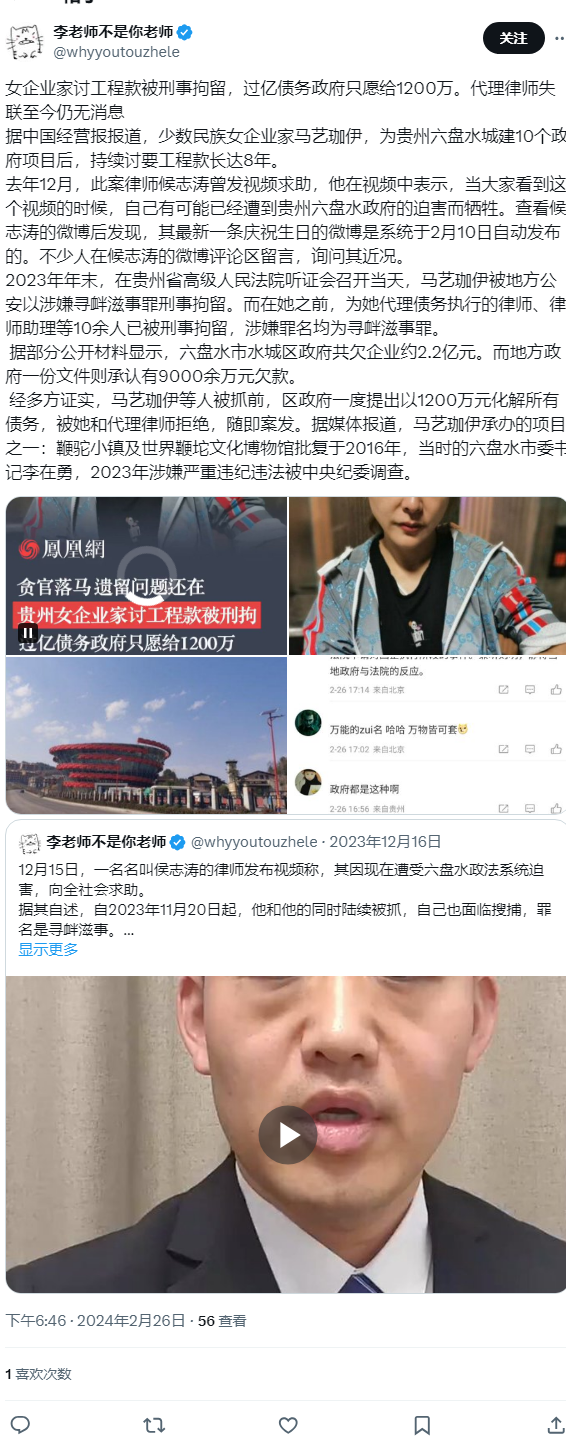 李老师不是你老师
关注
@whyyoutouzhele
女企业家讨工程款被刑事拘留，过亿债务政府只愿给1200万。代理律师失
联至今仍无消息
据中国经营报报道，少数民族女企业家马艺珈伊，为贵州六盘水城建10个政
府项目后，持续讨要工程款长达8年。
去年12月，此案律师候志涛曾发视频求助，他在视频中表示，当大家看到这
个视频的时候，自己有可能已经遭到贵州六盘水政府的迫害而牺牲。查看候
志涛的微博后发现，其最新一条庆祝生日的微博是系统于2月10日自动发布
的。不少人在候志涛的微博评论区留言，询问其近况。
2023年年末，在贵州省高级人民法院听证会召开当天，马艺珈伊被地方公
安以涉嫌寻衅滋事罪刑事拘留。而在她之前，为她代理债务执行的律师、律
师助理等10余人已被刑事拘留，涉嫌罪名均为寻衅滋事罪。
据部分公开材料显示，六盘水市水城区政府共欠企业约2.2亿元。而地方政
府一份文件则承认有9000余万元欠款。
经多方证实，马艺珈伊等人被抓前，区政府一度提出以1200万元化解所有
债务，被她和代理律师拒绝，随即案发。据媒体报道，马艺珈伊承办的项目
之一：鞭驼小镇及世界鞭坨文化博物馆批复于2016年，当时的六盘水市委书
记李在勇，2023年涉嫌严重违纪违法被中央纪委调查。
鳳凰網
贪官落马 遗留问题还在
贵州女企业家讨工程款被刑拘
过亿债务政府只愿给1200万
地政府与法院的反应。
2-26 17:14 来自北京
万能的zui名 哈哈 万物皆可套
2-26 17:02 来自北京
政府都是这种啊
2-26 16:56 来自贵州
李老师不是你老师 @whyyoutouzhele · 2023年12月16日
12月15日，一名名叫侯志涛的律师发布视频称，其因现在遭受六盘水政法系统迫
害，向全社会求助。
据其自述，自2023年11月20日起，他和他的同时陆续被抓，自己也面临搜捕，罪
名是寻衅滋事。...
显示更多
下午6:46 · 2024年2月26日 · 56 查看
1 喜欢次数